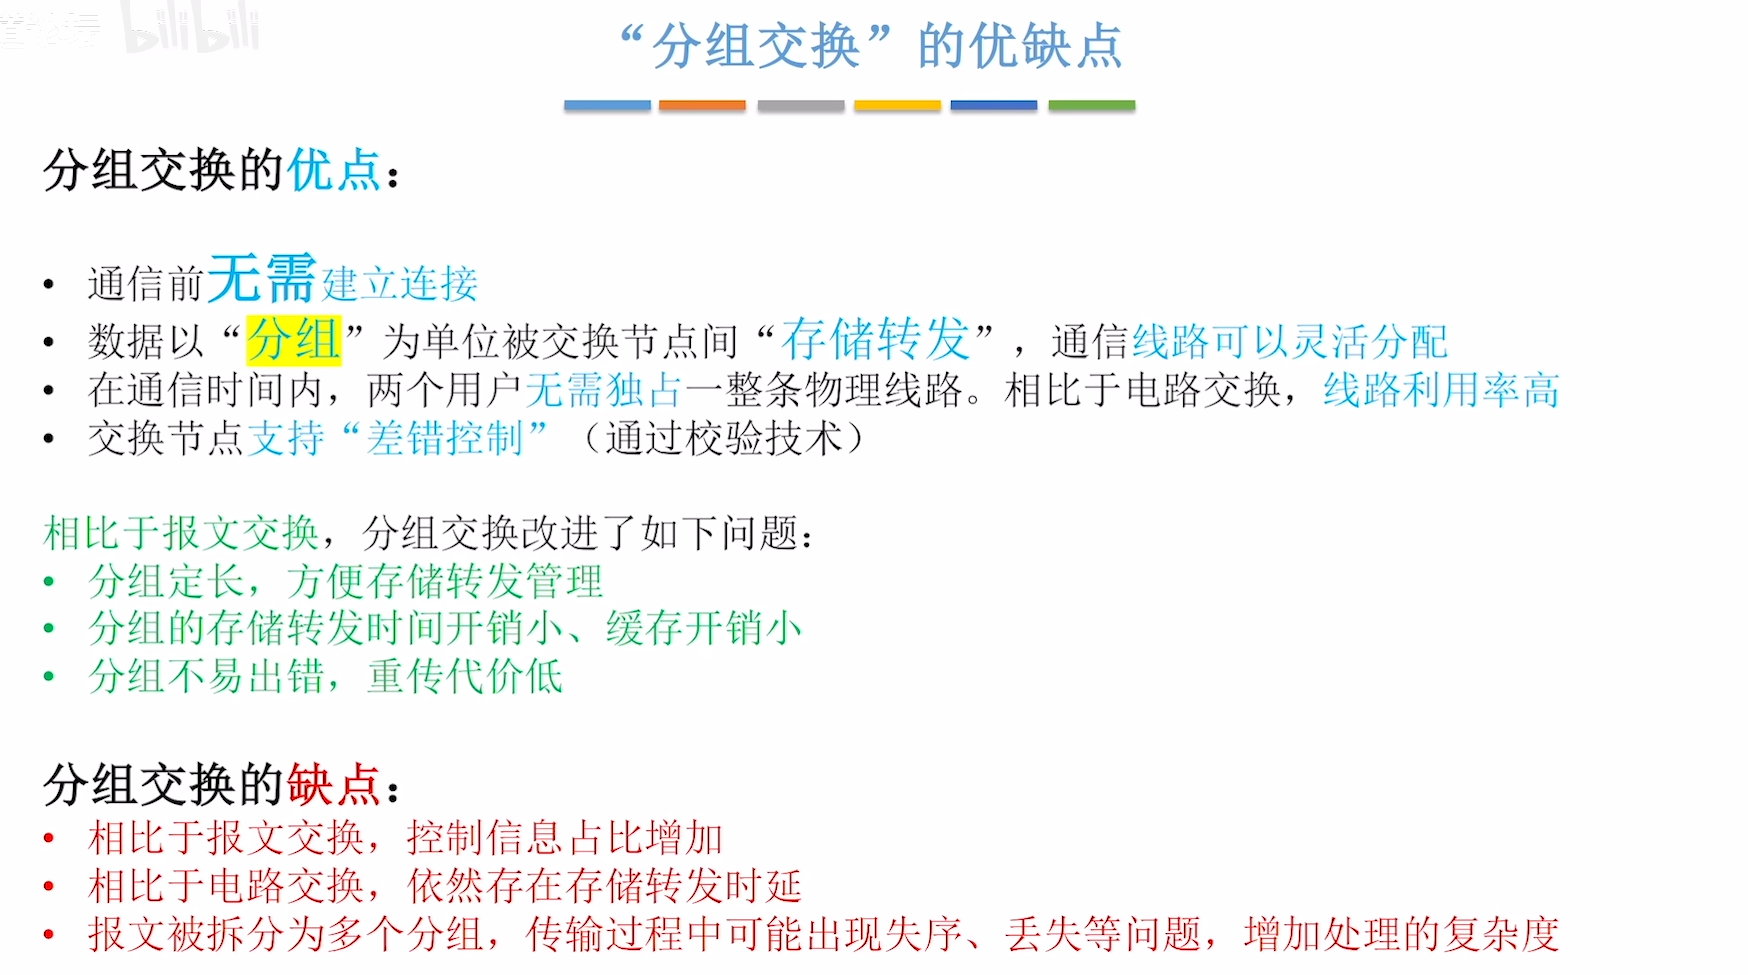 bilibili
“分组交换”的优缺点
分组交换的优点：
• 通信前无需建立连接
• 数据以“分组”为单位被交换节点间“存储转发”，通信线路可以灵活分配
• 在通信时间内，两个用户无需独占一整条物理线路。相比于电路交换，线路利用率高
• 交换节点支持“差错控制”（通过校验技术）
相比于报文交换，分组交换改进了如下问题：
• 分组定长，方便存储转发管理
• 分组的存储转发时间开销小、缓存开销小
• 分组不易出错，重传代价低
分组交换的缺点：
• 相比于报文交换，控制信息占比增加
• 相比于电路交换，依然存在存储转发时延
• 报文被拆分为多个分组，传输过程中可能出现失序、丢失等问题，增加处理的复杂度